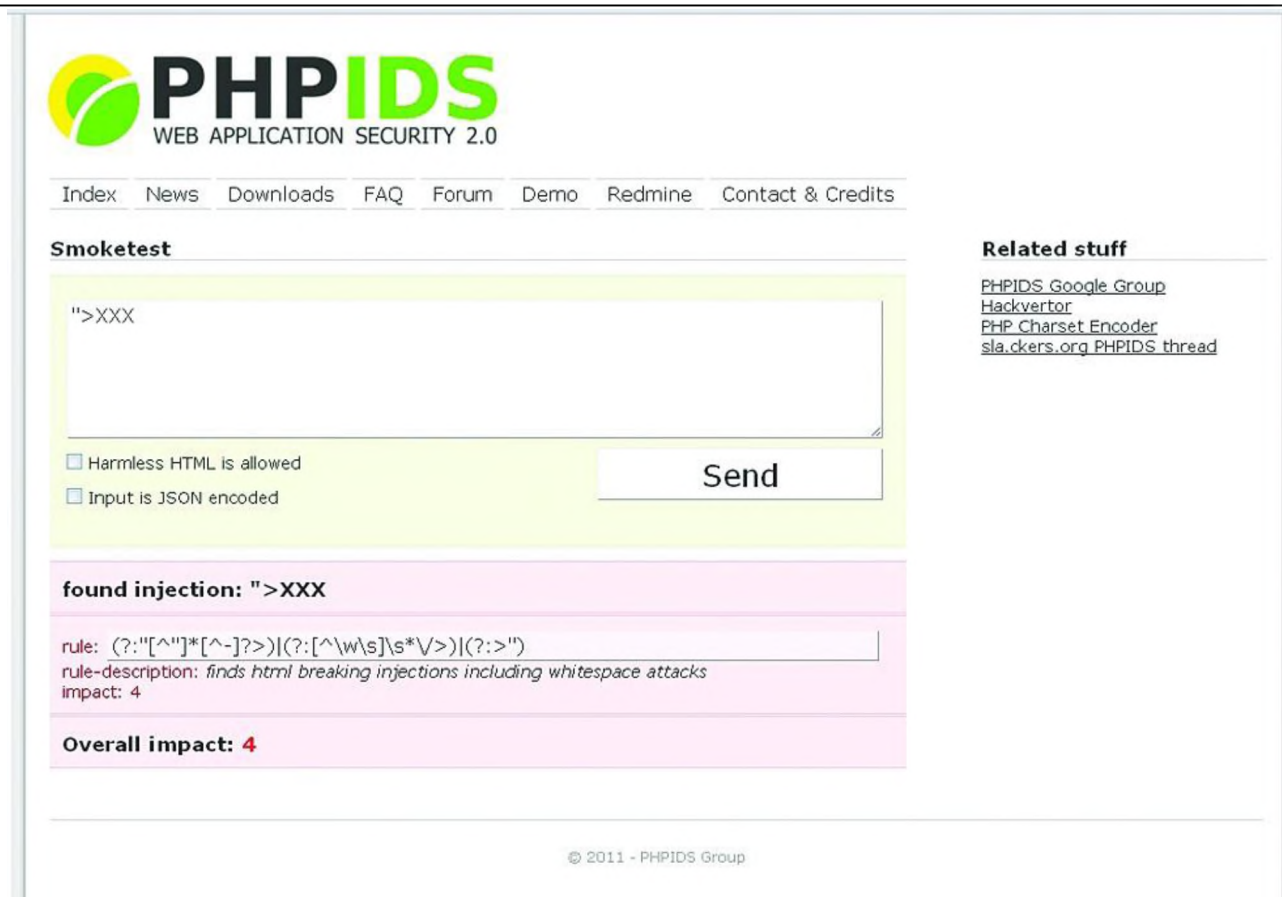 PHPIDS
WEB APPLICATION SECURITY 2.0
Index News Downloads FAQ Forum Demo Redmine Contact & Credits
Smoketest
">XXX
Harmless HTML is allowed
Input is JSON encoded
Send
found injection: ">XXX
rule: (?:"[^"]*[^-]?>)|(?:[^\w\s]\s*\/>)|(?:>")
rule-description: finds html breaking injections including whitespace attacks
impact: 4
Overall impact: 4
Related stuff
PHPIDS Google Group
Hackvertor
PHP Charset Encoder
sla.ckers.org PHPIDS thread
© 2011 - PHPIDS Group